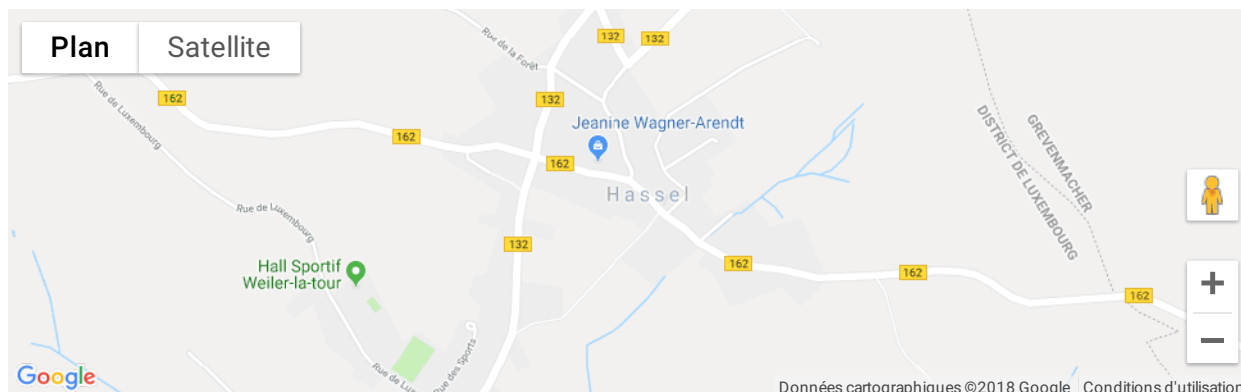 Plan
Satellite
Rue de la Forêt
132
132
Rue de Luxembourg
162
132
162
Jeanine Wagner-Arendt
162
Hassel
GREVENMACHER
DISTRICT DE LUXEMBOURG
Rue de Luxembourg
132
Hall Sportif
Weiler-la-tour
162
162
162
Rue des Sports
Google
Données cartographiques ©2018 Google
Conditions d'utilisation